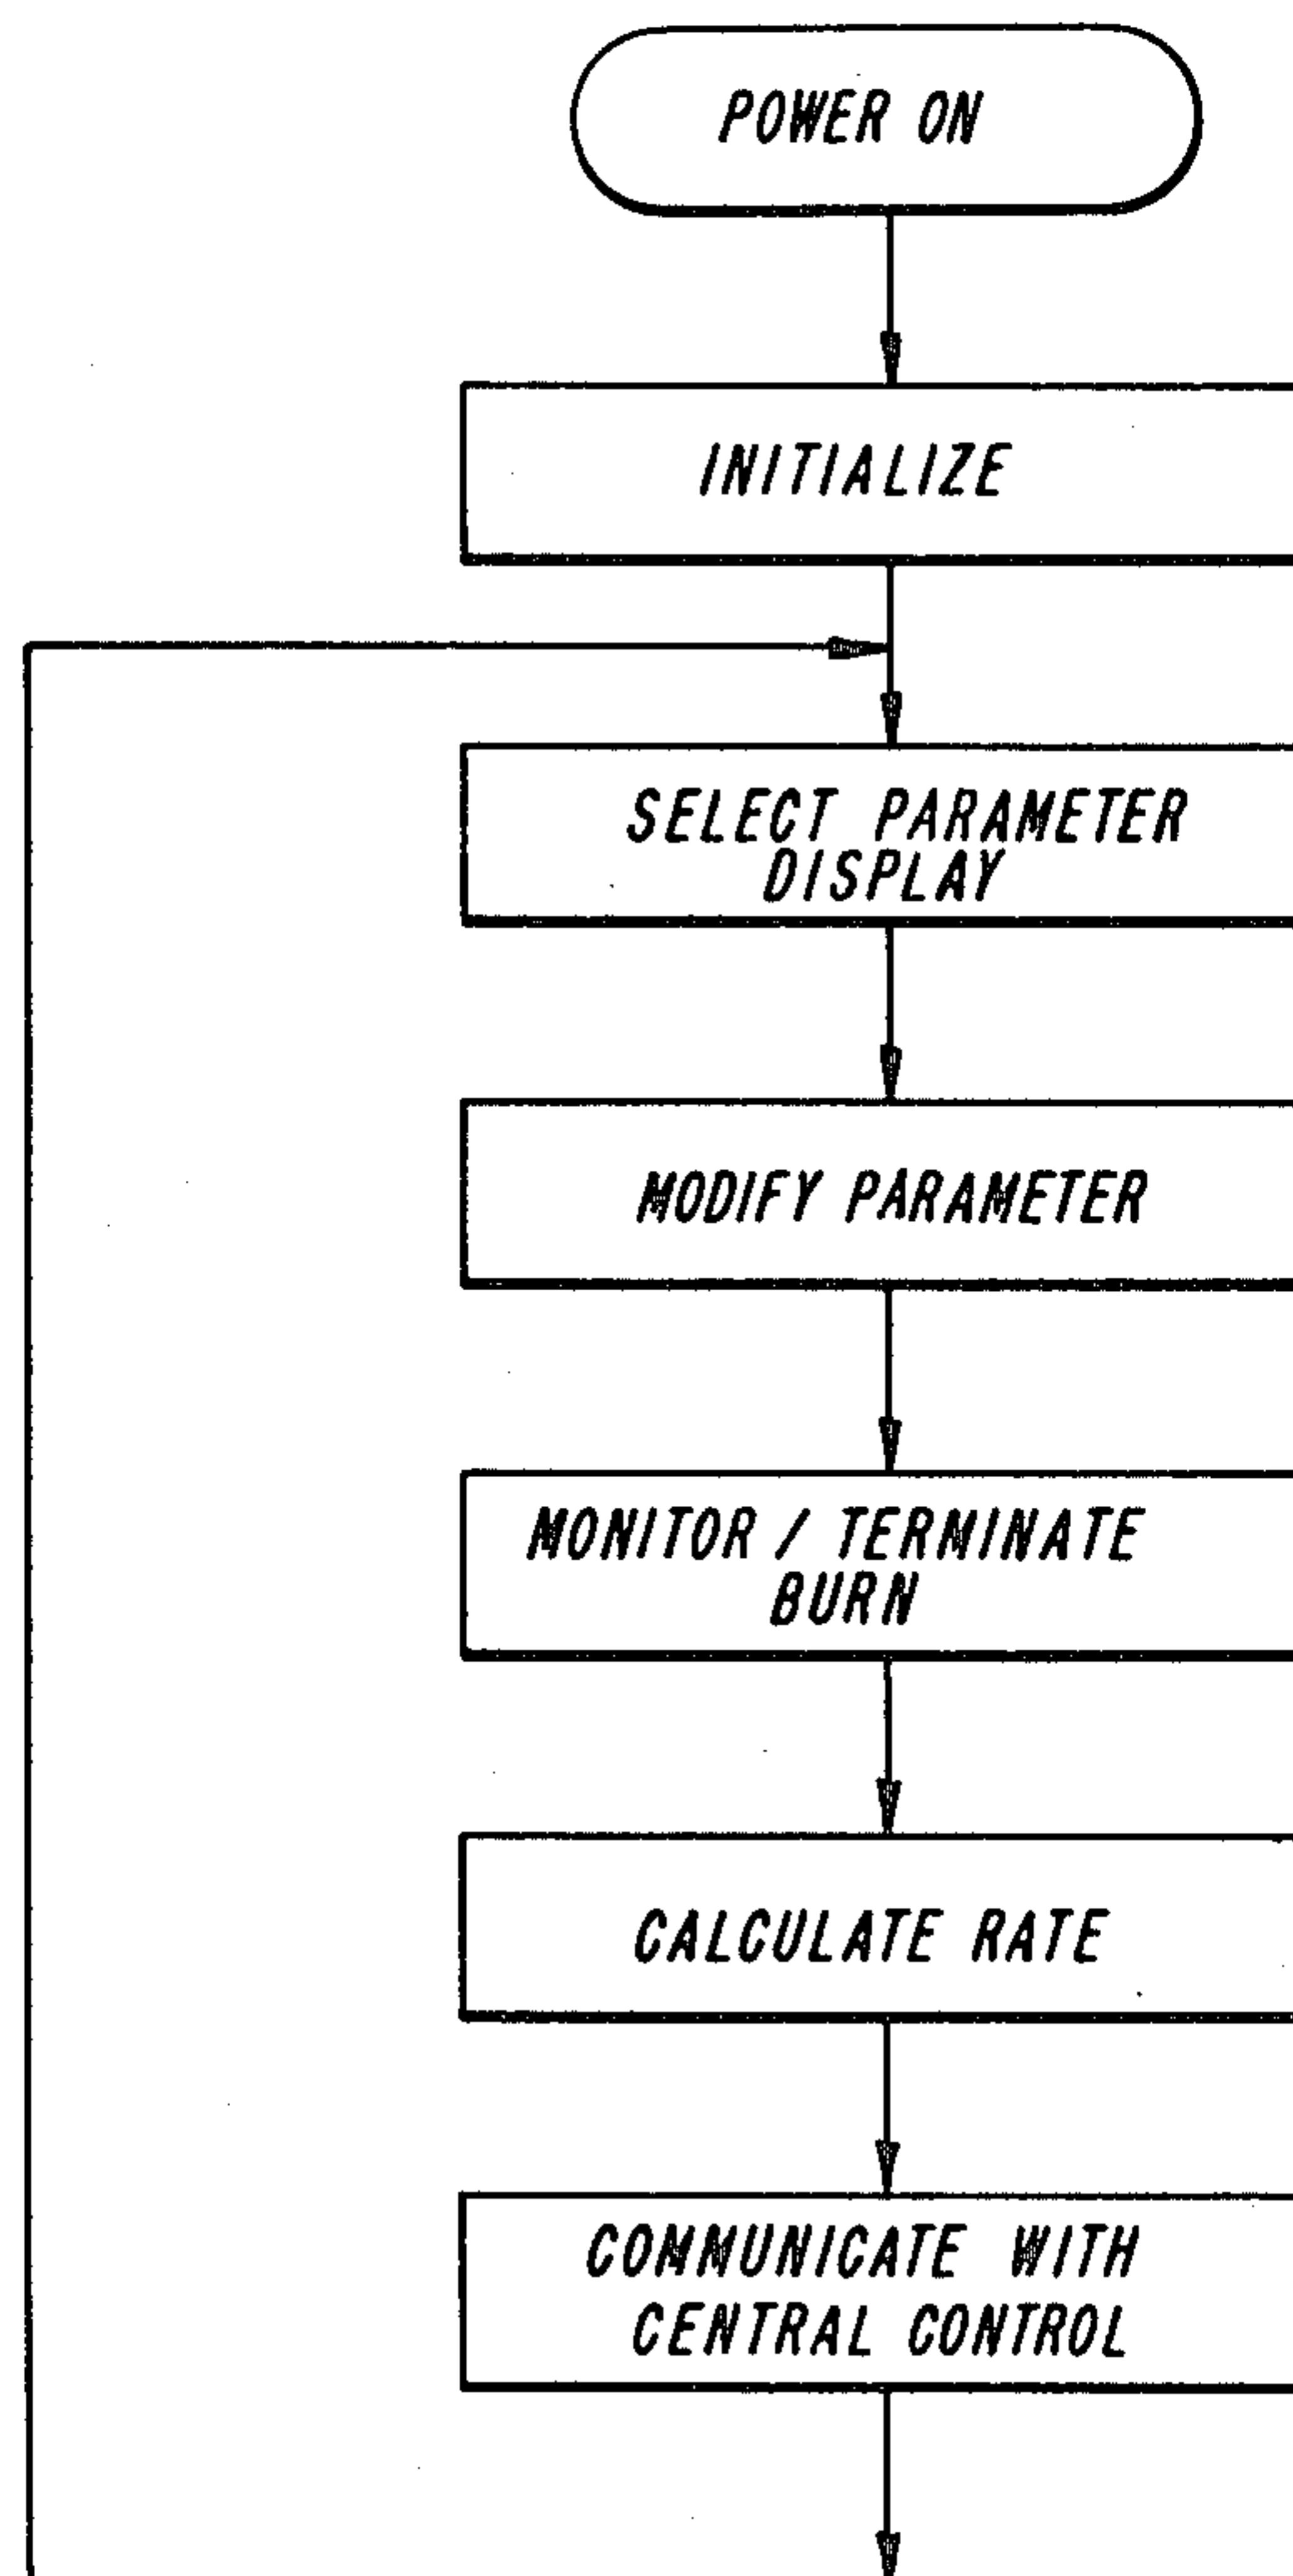 POWER ON
INITIALIZE
SELECT PARAMETER
DISPLAY
MODIFY PARAMETER
MONITOR / TERMINATE
BURN
CALCULATE RATE
COMMUNICATE WITH
CENTRAL CONTROL